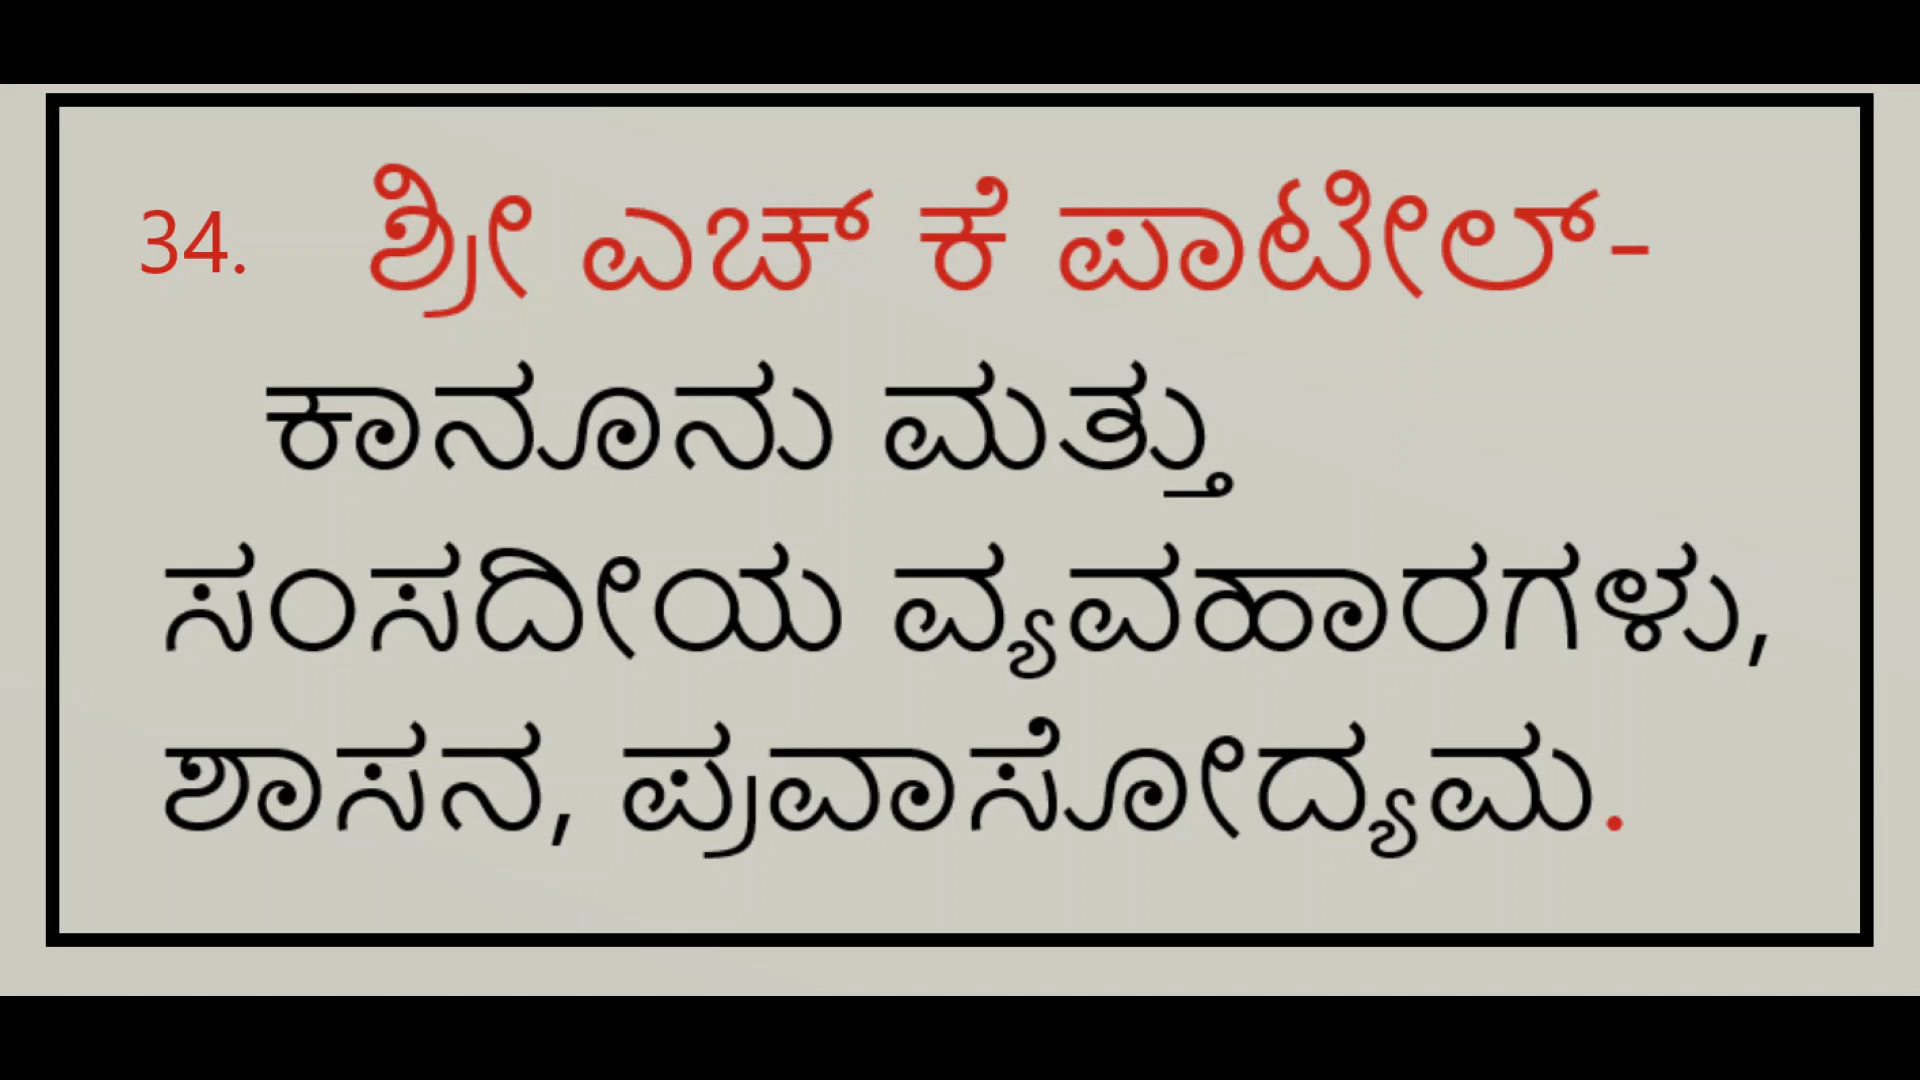 34. ಶ್ರೀ ಎಚ್ ಕೆ ಪಾಟೀಲ್-
ಕಾನೂನು ಮತ್ತು
ಸಂಸದೀಯ ವ್ಯವಹಾರಗಳು,
ಶಾಸನ, ಪ್ರವಾಸೋದ್ಯಮ.